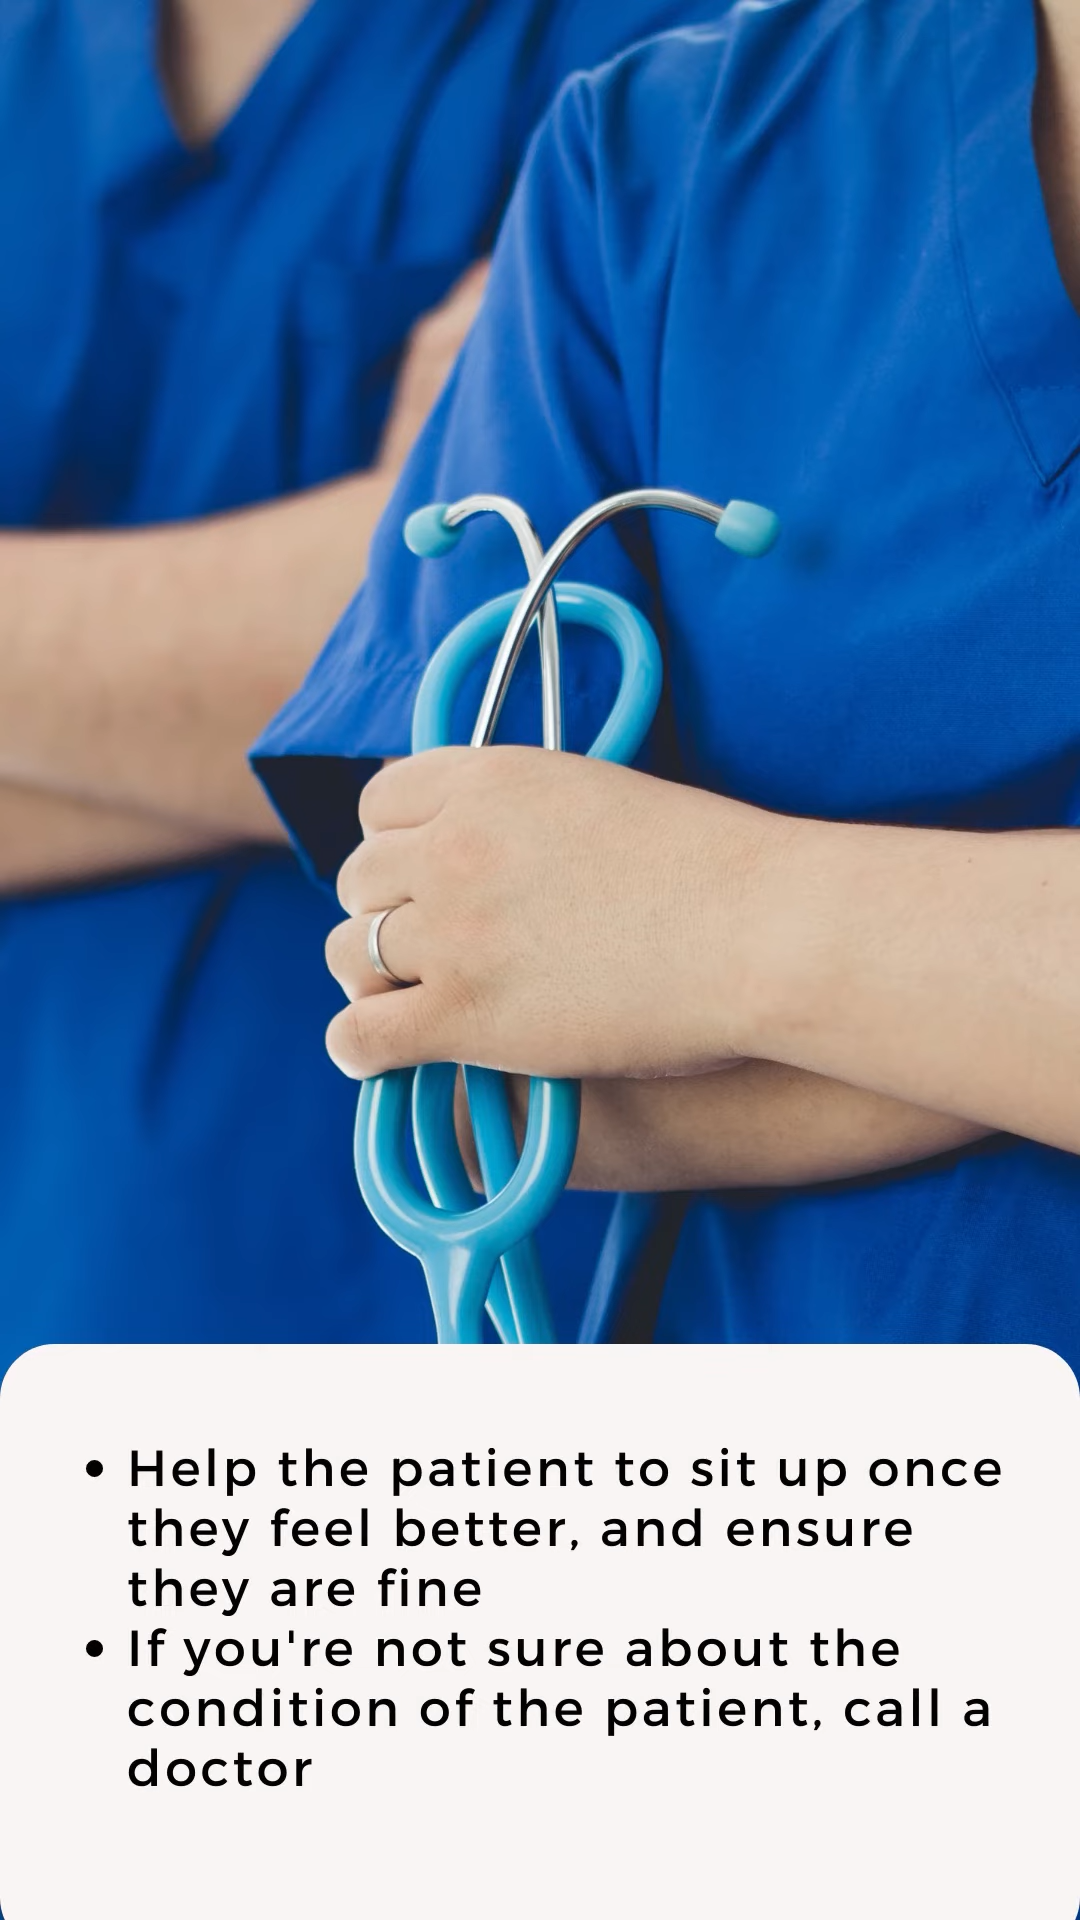 • Help the patient to sit up once
they feel better, and ensure
they are fine
• If you're not sure about the
condition of the patient, call a
doctor